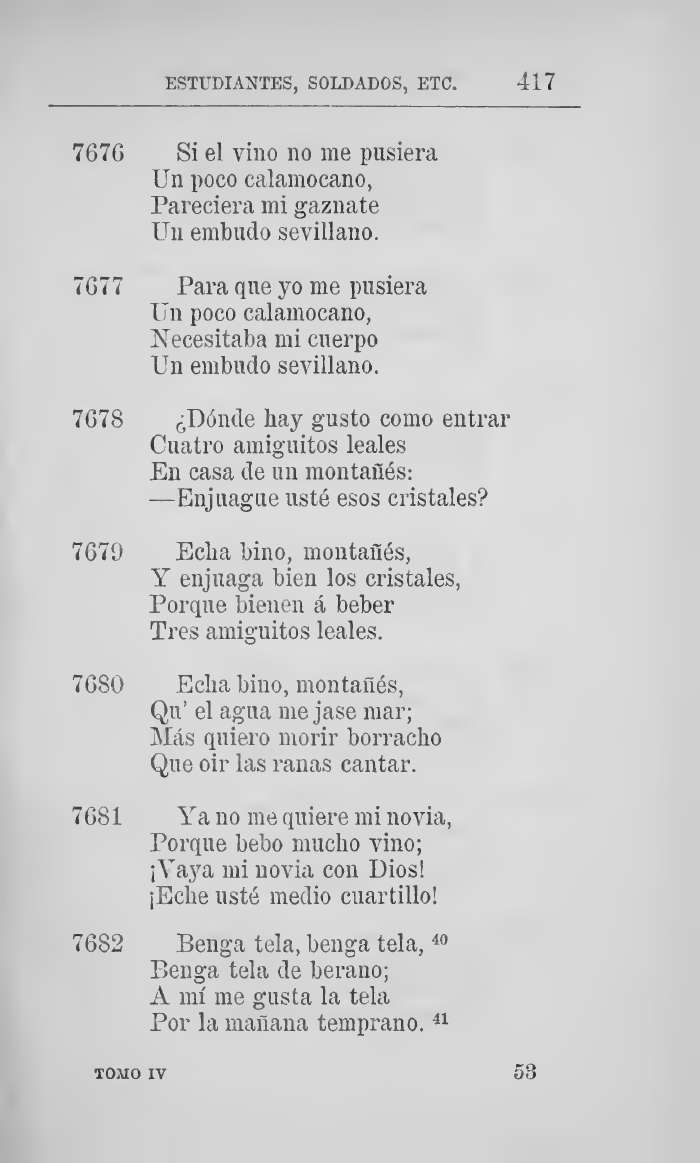 ESTUDIANTES, SOLDADOS, ETC. 417
7676 Si el vino no me pusiera
Un poco calamocano,
Pareciera mi gaznate
Un embudo sevillano.
7677 Para que yo me pusiera
Un poco calamocano,
Necesitaba mi cuerpo
Un embudo sevillano.
7678 ¿Dónde hay gusto como entrar
Cuatro amiguitos leales
En casa de un montañés:
—Enjuague usté esos cristales?
7679 Echa bino, montañés,
Y enjuaga bien los cristales,
Porque bienen á beber
Tres amiguitos leales.
7680 Echa bino, montañés,
Qu' el agua me jase mar;
Más quiero morir borracho
Que oir las ranas cantar.
7681 Ya no me quiere mi novia,
Porque bebo mucho vino;
¡Vaya mi novia con Dios!
¡Eche usté medio cuartillo!
7682 Benga tela, benga tela, 40
Benga tela de berano;
A mí me gusta la tela
Por la mañana temprano. 41
TOMO IV 53